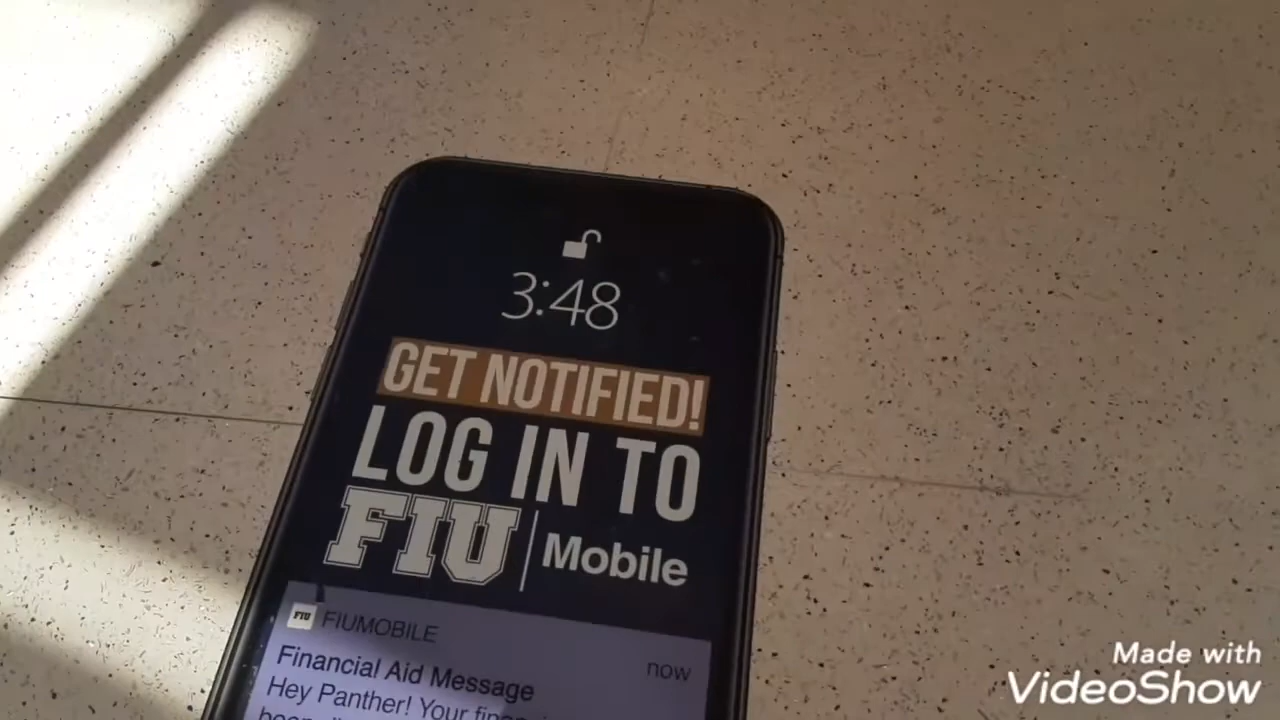 3:48
GET NOTIFIED!
LOG IN TO
FIU | Mobile
FIU FIUMOBILE
now
Financial Aid Message
Hey Panther! Your
Made with
VideoShow